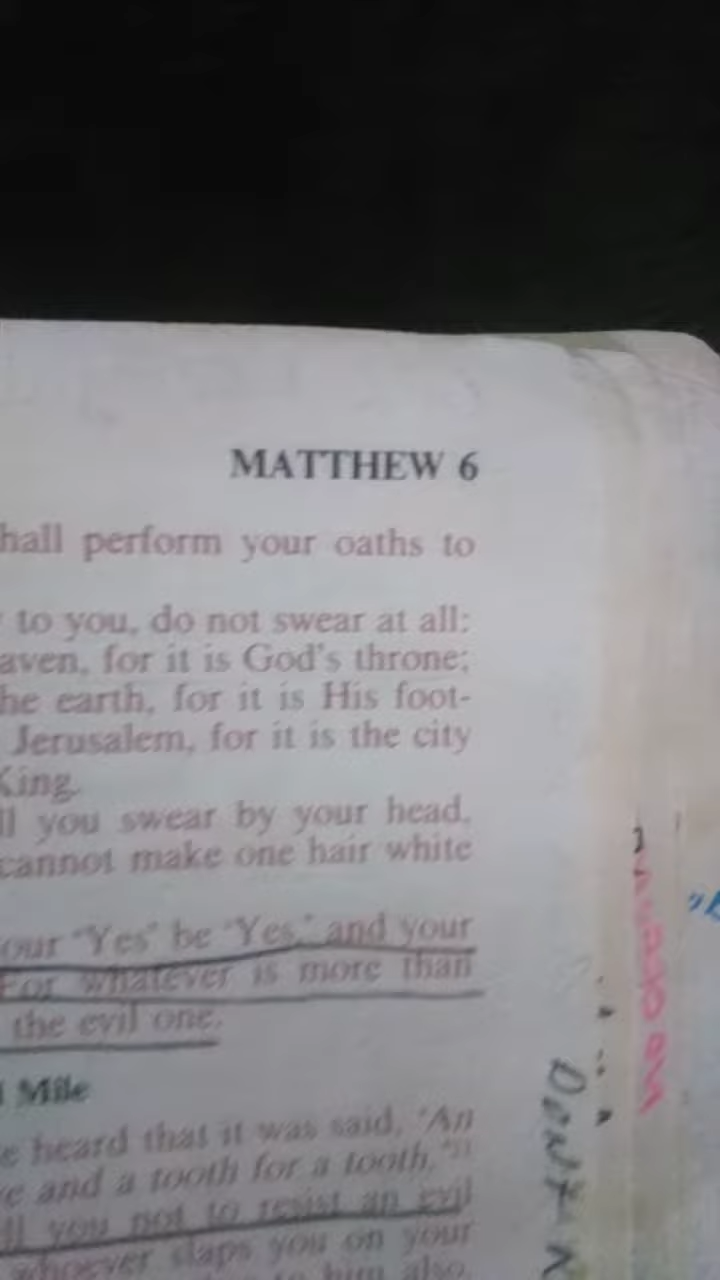 MATTHEW 6
hall perform your oaths to
to you, do not swear at all:
aven, for it is God's throne;
he earth, for it is His foot-
Jerusalem, for it is the city
King.
ll you swear by your head,
cannot make one hair white
our 'Yes' be 'Yes,' and your
For whatever is more than
the evil one.
Mile
e heard that it was said, 'An
e and a tooth for a tooth.'
ll you not to resist an evil
whoever slaps you on your
to him also.